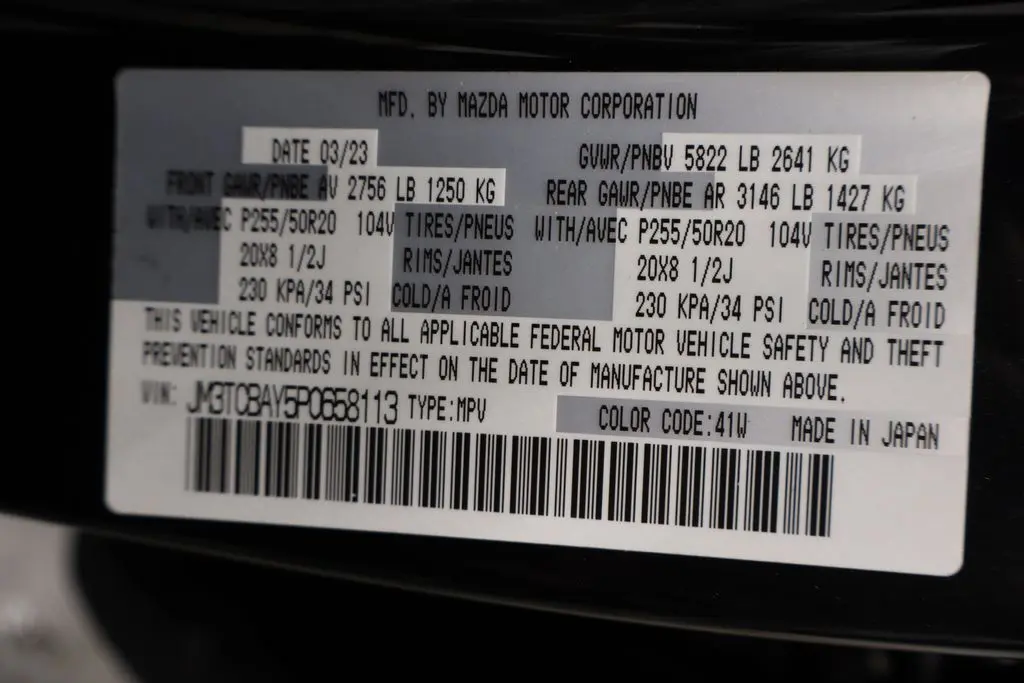 MFD. BY MAZDA MOTOR CORPORATION
DATE 03/23 GVWR/PNBV 5822 LB 2641 KG
FRONT GAWR/PNBE AV 2756 LB 1250 KG REAR GAWR/PNBE AR 3146 LB 1427 KG
WITH/AVEC P255/50R20 104V TIRES/PNEUS WITH/AVEC P255/50R20 104V TIRES/PNEUS
20X8 1/2J RIMS/JANTES 20X8 1/2J RIMS/JANTES
230 KPA/34 PSI COLD/A FROID 230 KPA/34 PSI COLD/A FROID
THIS VEHICLE CONFORMS TO ALL APPLICABLE FEDERAL MOTOR VEHICLE SAFETY AND THEFT
PREVENTION STANDARDS IN EFFECT ON THE DATE OF MANUFACTURE SHOWN ABOVE.
VIN: JM3TCBAY5P0658113 TYPE:MPV COLOR CODE:41W MADE IN JAPAN